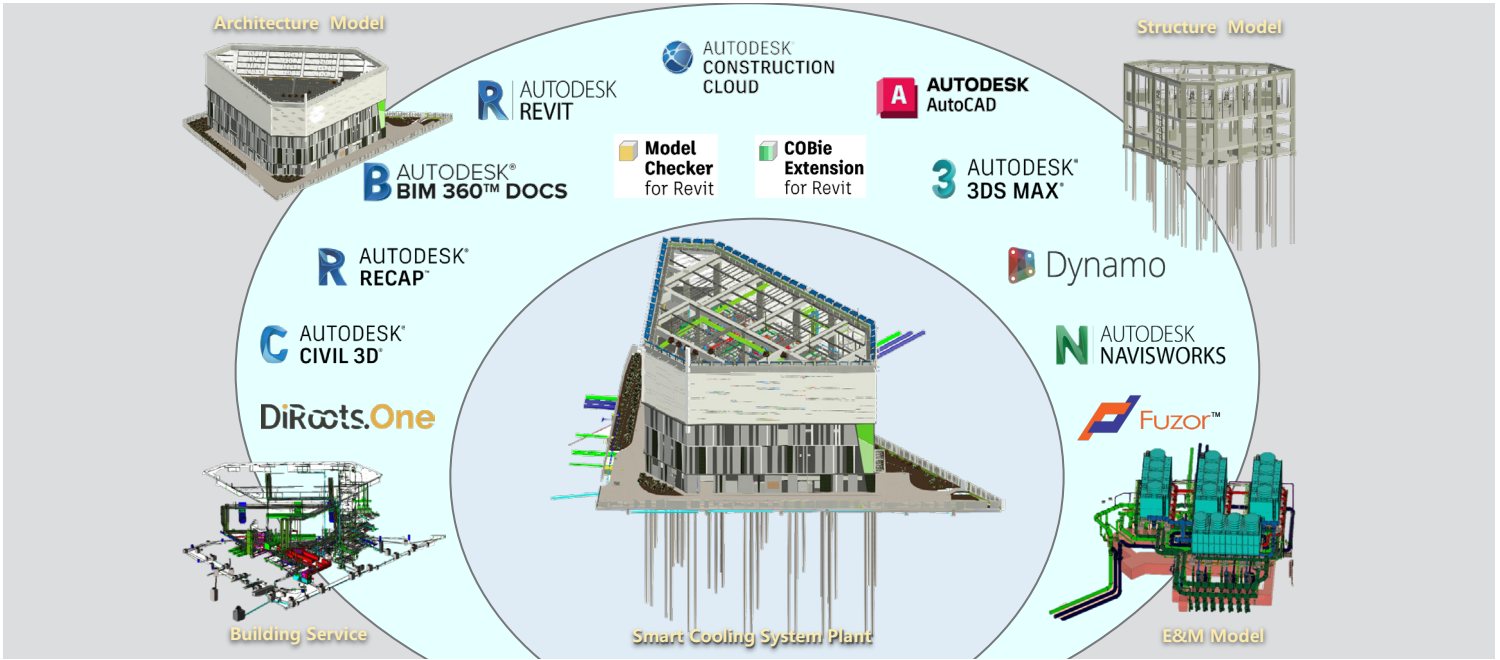 Architecture Model
Structure Model
AUTODESK®
CONSTRUCTION
CLOUD
AUTODESK
REVIT
A
AUTODESK
AutoCAD
Model
Checker
for Revit
COBie
Extension
for Revit
AUTODESK®
BIM 360™ DOCS
AUTODESK®
3DS MAX®
AUTODESK®
RECAP™
Dynamo
AUTODESK®
CIVIL 3D®
AUTODESK
NAVISWORKS
DiRoots.One
Fuzor™
Building Service
Smart Cooling System Plant
E&M Model